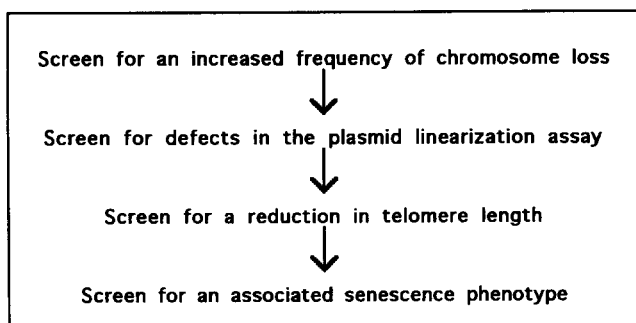 Screen for an increased frequency of chromosome loss
Screen for defects in the plasmid linearization assay
Screen for a reduction in telomere length
Screen for an associated senescence phenotype